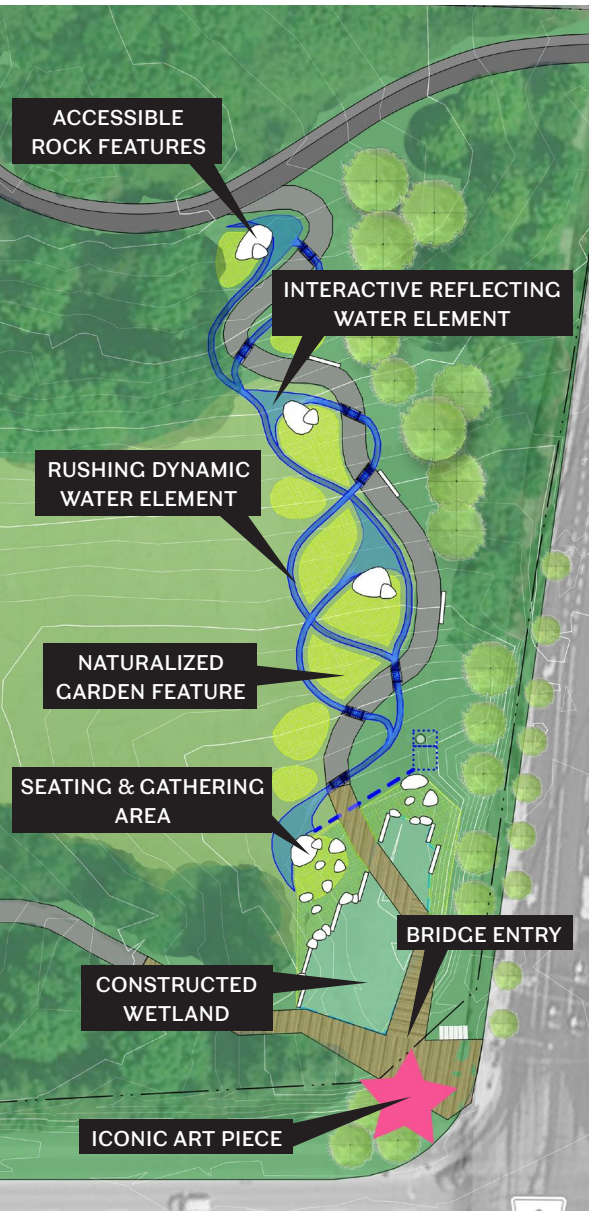 ACCESSIBLE
ROCK FEATURES
INTERACTIVE REFLECTING
WATER ELEMENT
RUSHING DYNAMIC
WATER ELEMENT
NATURALIZED
GARDEN FEATURE
SEATING & GATHERING
AREA
BRIDGE ENTRY
CONSTRUCTED
WETLAND
ICONIC ART PIECE